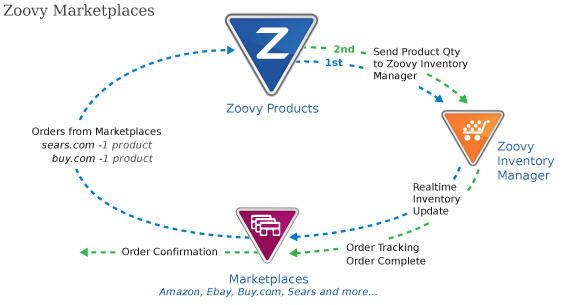 Zoovy Marketplaces
Z
2nd
1st
Send Product Qty
to Zoovy Inventory
Manager
Zoovy Products
Orders from Marketplaces
sears.com -1 product
buy.com -1 product
Zoovy
Inventory
Manager
Realtime
Inventory
Update
Order Tracking
Order Complete
Order Confirmation
Marketplaces
Amazon, Ebay, Buy.com, Sears and more...